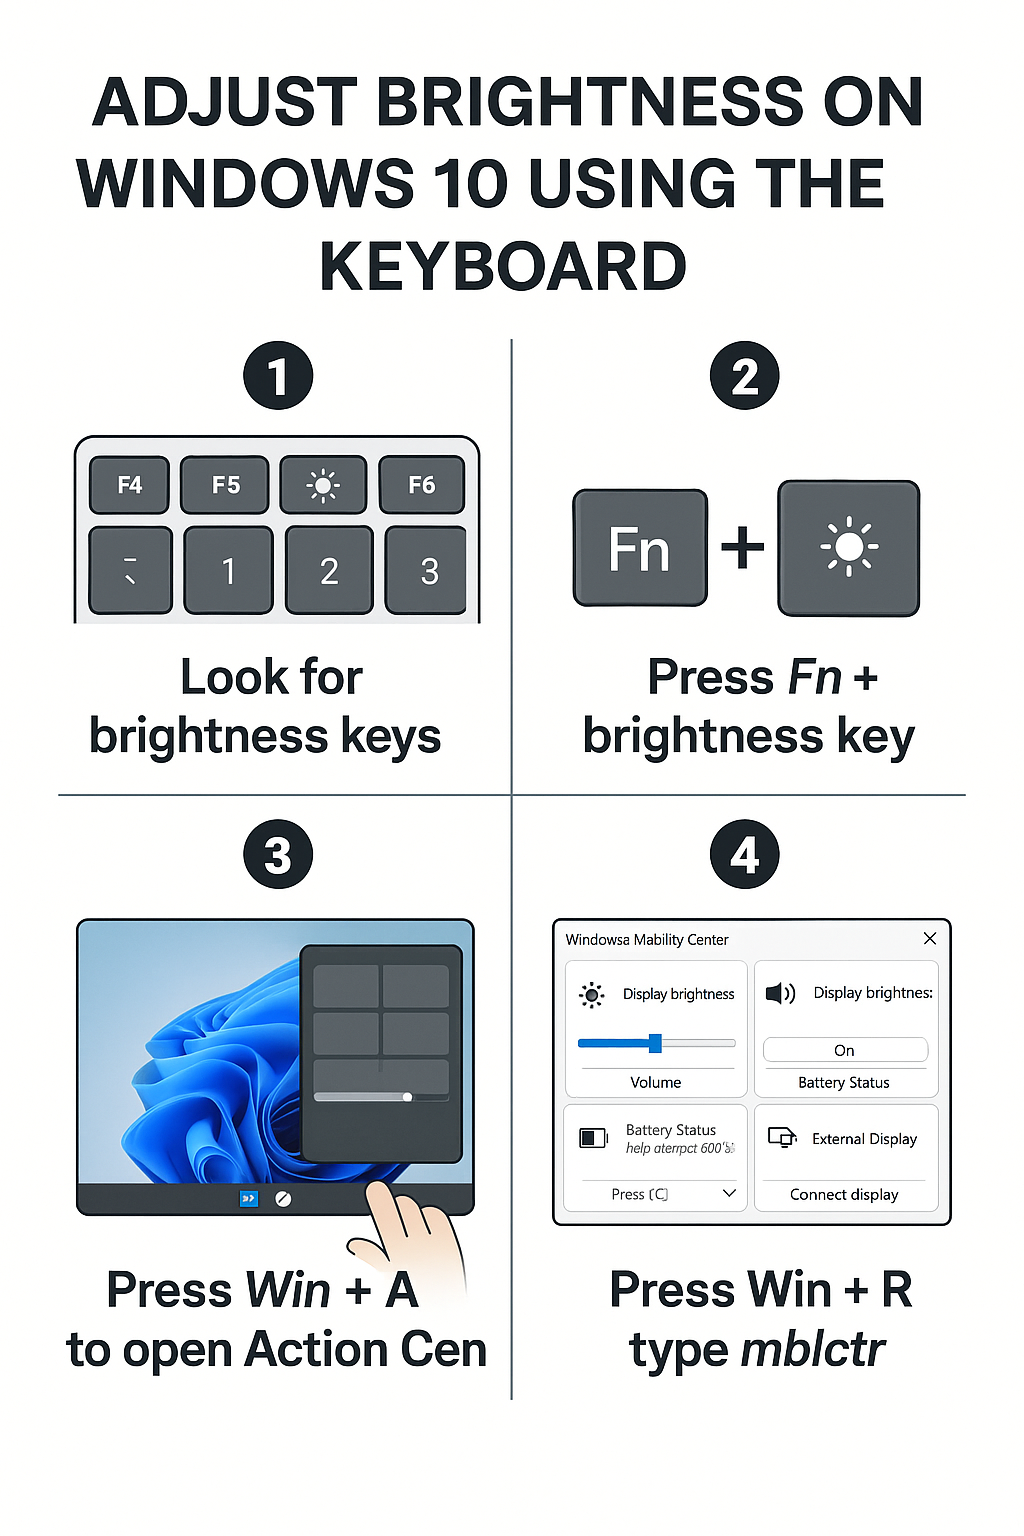 ADJUST BRIGHTNESS ON
WINDOWS 10 USING THE
KEYBOARD
1
F4 F5 F6
1 2 3
Look for
brightness keys
2
Fn +
Press Fn +
brightness key
3
Press Win + A
to open Action Cen
4
Windowsa Mability Center
Display brightness
Volume
Display brightnes:
On
Battery Status
Battery Status
help aterrpct
Press
External Display
Connect display
Press Win + R
type mblctr